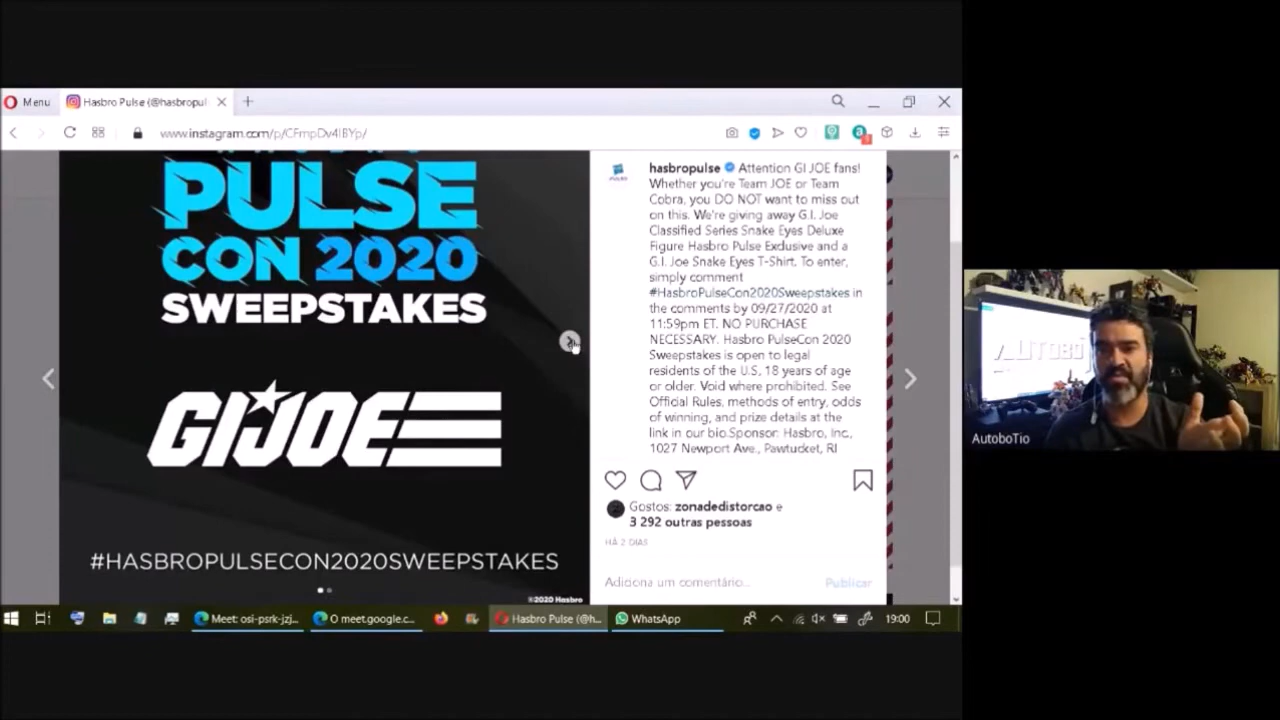 Menu
Hasbro Pulse (@hasbropul
www.instagram.com/p/CFmpDv4lBYp/
PULSE
CON 2020
SWEEPSTAKES
GIJOE
#HASBROPULSECON2020SWEEPSTAKES
©2020 Hasbro
hasbropulse Attention GI JOE fans!
Whether you're Team JOE or Team
Cobra, you DO NOT want to miss out
on this. We're giving away G.I. Joe
Classified Series Snake Eyes Deluxe
Figure Hasbro Pulse Exclusive and a
G.I. Joe Snake Eyes T-Shirt. To enter,
simply comment
#HasbroPulseCon2020Sweepstakes in
the comments by 09/27/2020 at
11:59pm ET. NO PURCHASE
NECESSARY. Hasbro PulseCon 2020
Sweepstakes is open to legal
residents of the U.S, 18 years of age
or older. Void where prohibited. See
Official Rules, methods of entry, odds
of winning, and prize details at the
link in our bio.Sponsor: Hasbro, Inc.,
1027 Newport Ave., Pawtucket, RI
Gostos: zonadedistorcao e
3 292 outras pessoas
HÁ 2 DIAS
Adiciona um comentário...
Publicar
AUTOBO
AutoboTio
Meet: osi-psrk-jzj...
O meet.google.c...
Hasbro Pulse (@h...
WhatsApp
19:00